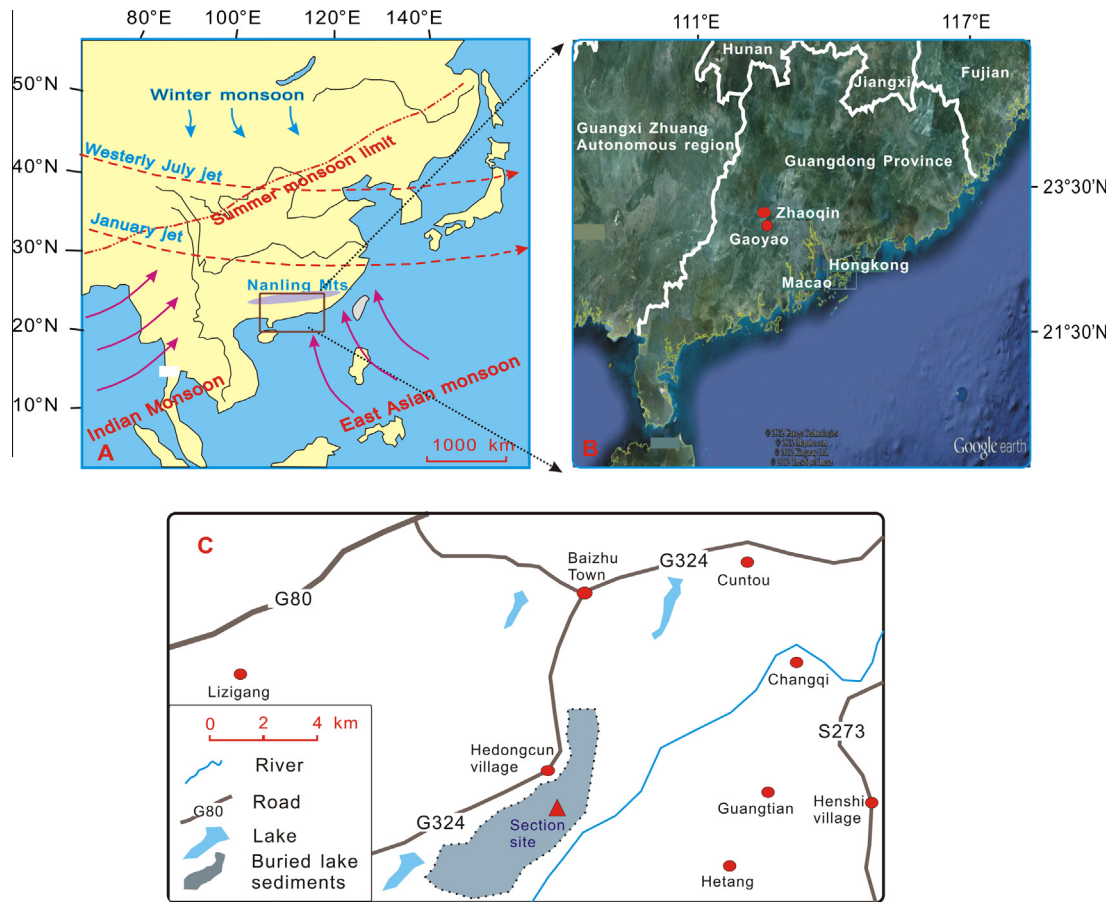 80°E
100°E
120°E
140°E
50°N
40°N
30°N
20°N
10°N
Winter monsoon
Westerly July jet
Summer monsoon limit
January jet
Nanling Mts
Indian Monsoon
East Asian monsoon
A
1000 km
111°E
117°E
23°30'N
21°30'N
Hunan
Jiangxi
Fujian
Guangxi Zhuang
Autonomous region
Guangdong Province
Zhaoqin
Gaoyao
Hongkong
Macao
B
Google earth
C
G80
Baizhu
Town
G324
Cuntou
Lizigang
Changqi
S273
Hedongcun
village
G324
Section
site
Guangtian
Henshi
village
Hetang
0 2 4 km
River
G80
Road
Lake
Buried lake
sediments